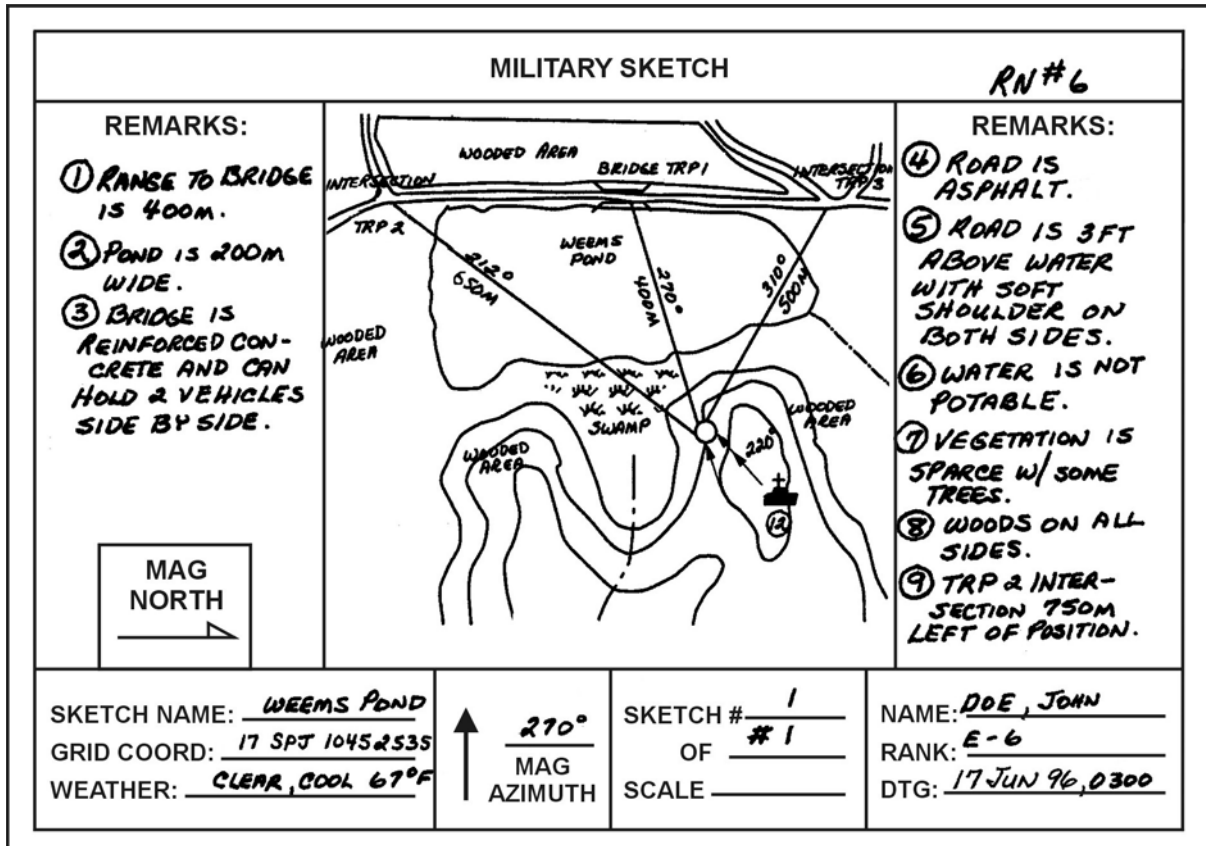 MILITARY SKETCH
RN #6
REMARKS:
① RANGE TO BRIDGE
IS 400M.
② POND IS 200M
WIDE.
③ BRIDGE IS
REINFORCED CON-
CRETE AND CAN
HOLD 2 VEHICLES
SIDE BY SIDE.
MAG
NORTH
WOODED AREA
BRIDGE TRP 1
INTERSECTION
TRP 2
INTERSECTION
TRP 3
WEEMS
POND
212°
650M
270°
400M
310°
500M
WOODED
AREA
SWAMP
WOODED
AREA
WOODED
AREA
220°
12
REMARKS:
④ ROAD IS
ASPHALT.
⑤ ROAD IS 3FT
ABOVE WATER
WITH SOFT
SHOULDER ON
BOTH SIDES.
⑥ WATER IS NOT
POTABLE.
⑦ VEGETATION IS
SPARCE W/ SOME
TREES.
⑧ WOODS ON ALL
SIDES.
⑨ TRP 2 INTER-
SECTION 750M
LEFT OF POSITION.
SKETCH NAME: WEEMS POND
GRID COORD: 17 SPJ 10452535
WEATHER: CLEAR, COOL 67°F
270°
MAG
AZIMUTH
SKETCH # 1
OF # 1
SCALE
NAME: DOE, JOHN
RANK: E-6
DTG: 17 JUN 96, 0300